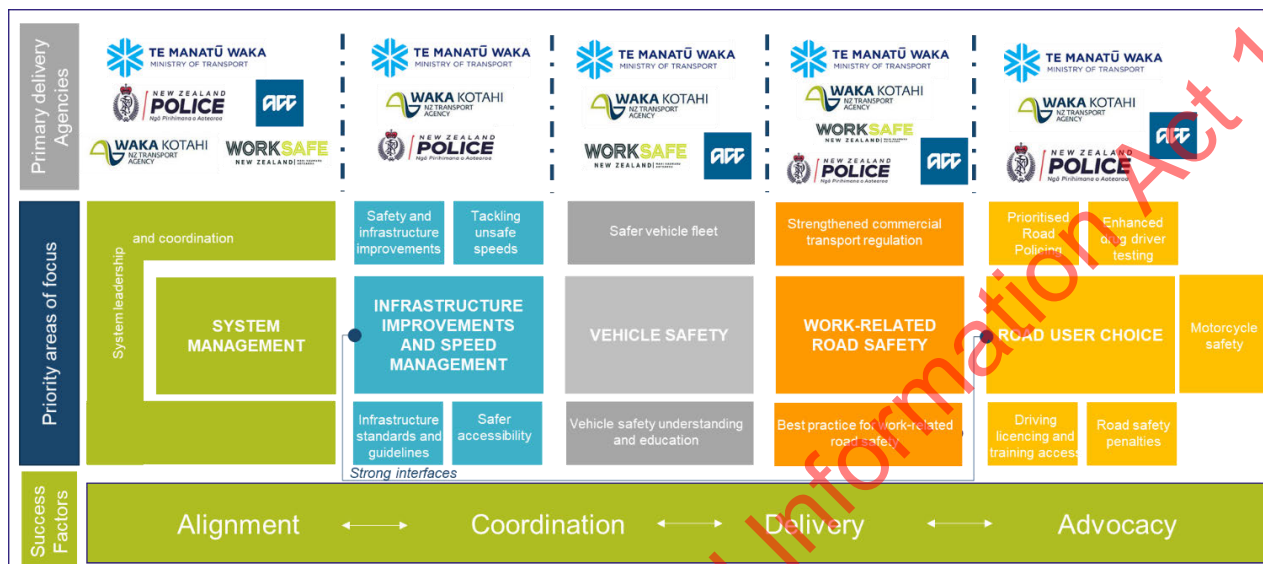 Primary delivery
Agencies
TE MANATŪ WAKA
MINISTRY OF TRANSPORT
NEW ZEALAND
POLICE
Ngā Pirihimana o Aotearoa
acc
WAKA KOTAHI
NZ TRANSPORT
AGENCY
WORKSAFE
NEW ZEALAND
TE MANATŪ WAKA
MINISTRY OF TRANSPORT
WAKA KOTAHI
NZ TRANSPORT
AGENCY
NEW ZEALAND
POLICE
Ngā Pirihimana o Aotearoa
TE MANATŪ WAKA
MINISTRY OF TRANSPORT
WAKA KOTAHI
NZ TRANSPORT
AGENCY
WORKSAFE
NEW ZEALAND
acc
TE MANATŪ WAKA
MINISTRY OF TRANSPORT
WAKA KOTAHI
NZ TRANSPORT
AGENCY
WORKSAFE
NEW ZEALAND
NEW ZEALAND
POLICE
Ngā Pirihimana o Aotearoa
acc
TE MANATŪ WAKA
MINISTRY OF TRANSPORT
WAKA KOTAHI
NZ TRANSPORT
AGENCY
NEW ZEALAND
POLICE
Ngā Pirihimana o Aotearoa
acc
Priority areas of focus
System leadership
and coordination
SYSTEM
MANAGEMENT
Safety and
infrastructure
improvements
Tackling
unsafe
speeds
INFRASTRUCTURE
IMPROVEMENTS
AND SPEED
MANAGEMENT
Infrastructure
standards and
guidelines
Safer
accessibility
Safer vehicle fleet
VEHICLE SAFETY
Vehicle safety understanding
and education
Strengthened commercial
transport regulation
WORK-RELATED
ROAD SAFETY
Best practice for work-related
road safety
Prioritised
Road
Policing
Enhanced
drug driver
testing
ROAD USER CHOICE
Motorcycle
safety
Driving
licencing and
training access
Road safety
penalties
Strong interfaces
Success
Factors
Alignment
Coordination
Delivery
Advocacy
Information Act 1